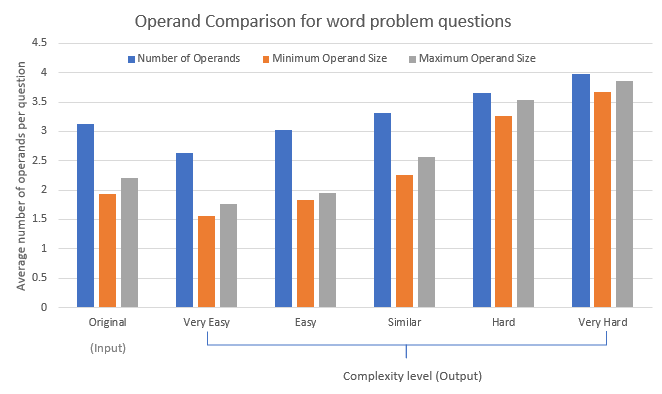 Operand Comparison for word problem questions
Number of Operands Minimum Operand Size Maximum Operand Size
Average number of operands per question
4.5
4
3.5
3
2.5
2
1.5
1
0.5
0
Original Very Easy Easy Similar Hard Very Hard
(Input)
Complexity level (Output)